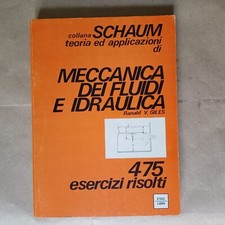 collana SCHAUM
teoria ed applicazioni
di
MECCANICA
DEI FLUIDI
E IDRAULICA
Ranald V. GILES
475
esercizi risolti